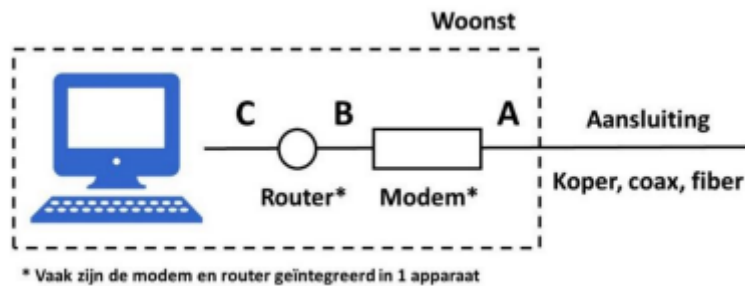 Woonst
C B A
Aansluiting
Router* Modem*
Koper, coax, fiber
* Vaak zijn de modem en router geïntegreerd in 1 apparaat